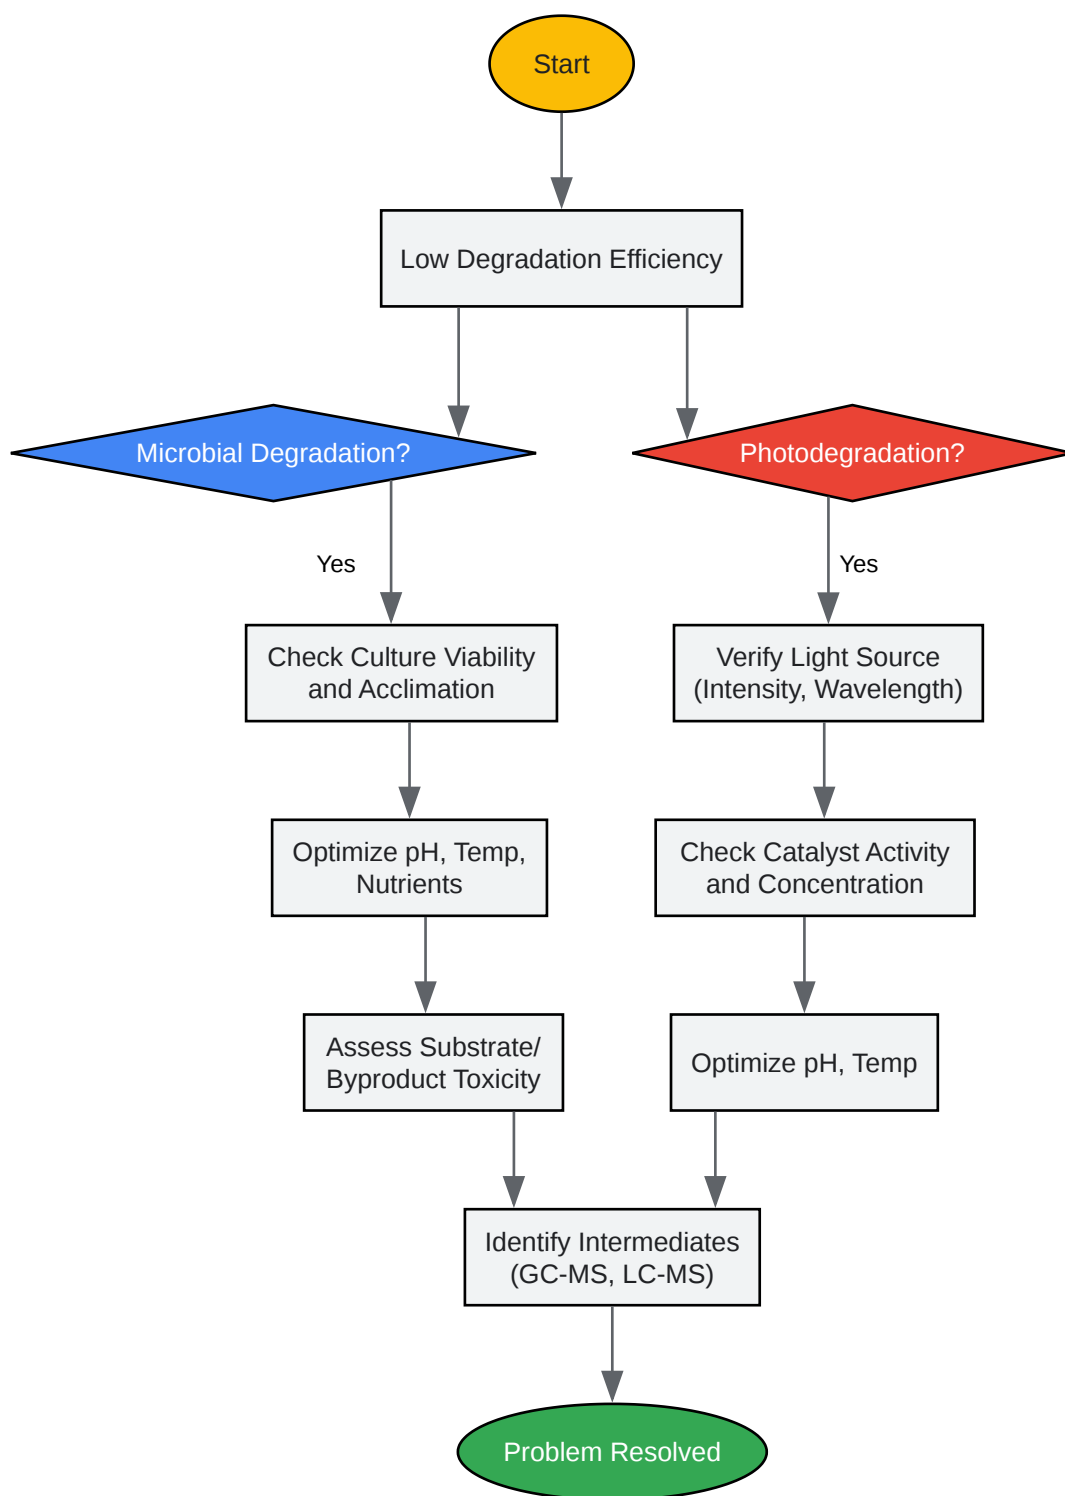 Start
Low Degradation Efficiency
Microbial Degradation?
Photodegradation?
Yes
Yes
Check Culture Viability
and Acclimation
Verify Light Source
(Intensity, Wavelength)
Optimize pH, Temp,
Nutrients
Check Catalyst Activity
and Concentration
Assess Substrate/
Byproduct Toxicity
Optimize pH, Temp
Identify Intermediates
(GC-MS, LC-MS)
Problem Resolved